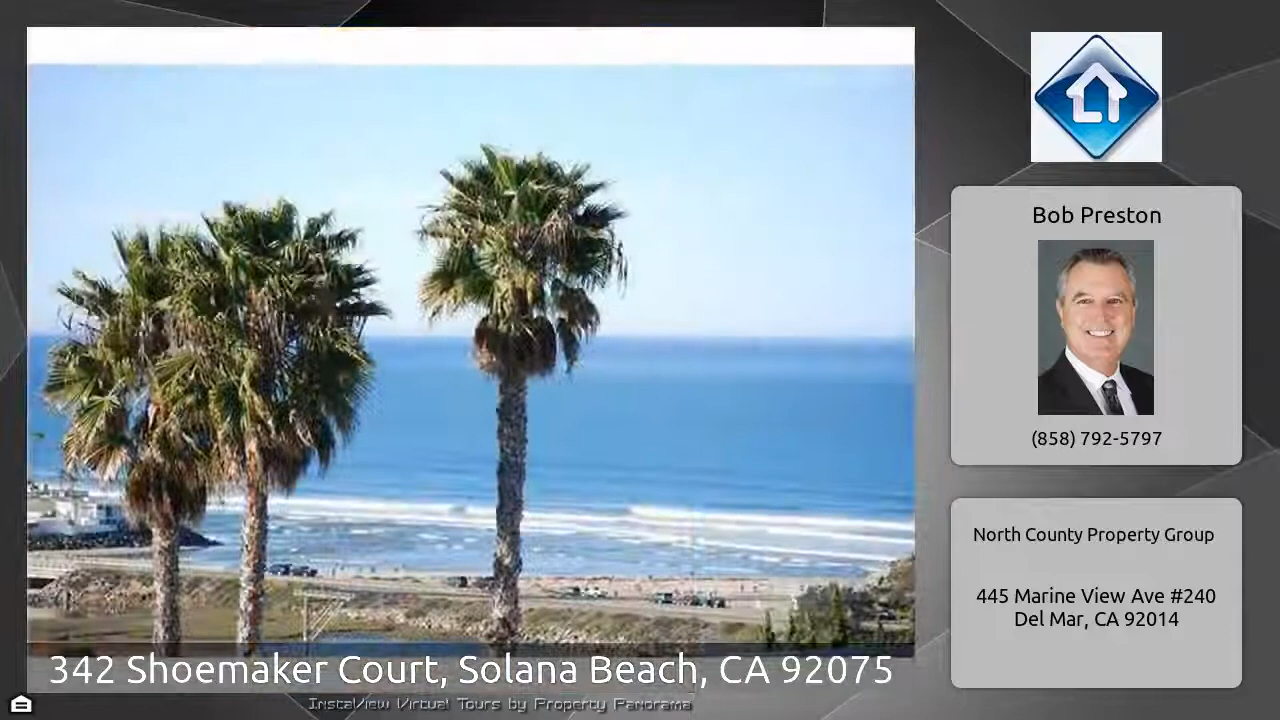 Bob Preston
(858) 792-5797
North County Property Group
445 Marine View Ave #240
Del Mar, CA 92014
342 Shoemaker Court, Solana Beach, CA 92075
InstaView Virtual Tours by Property Panorama